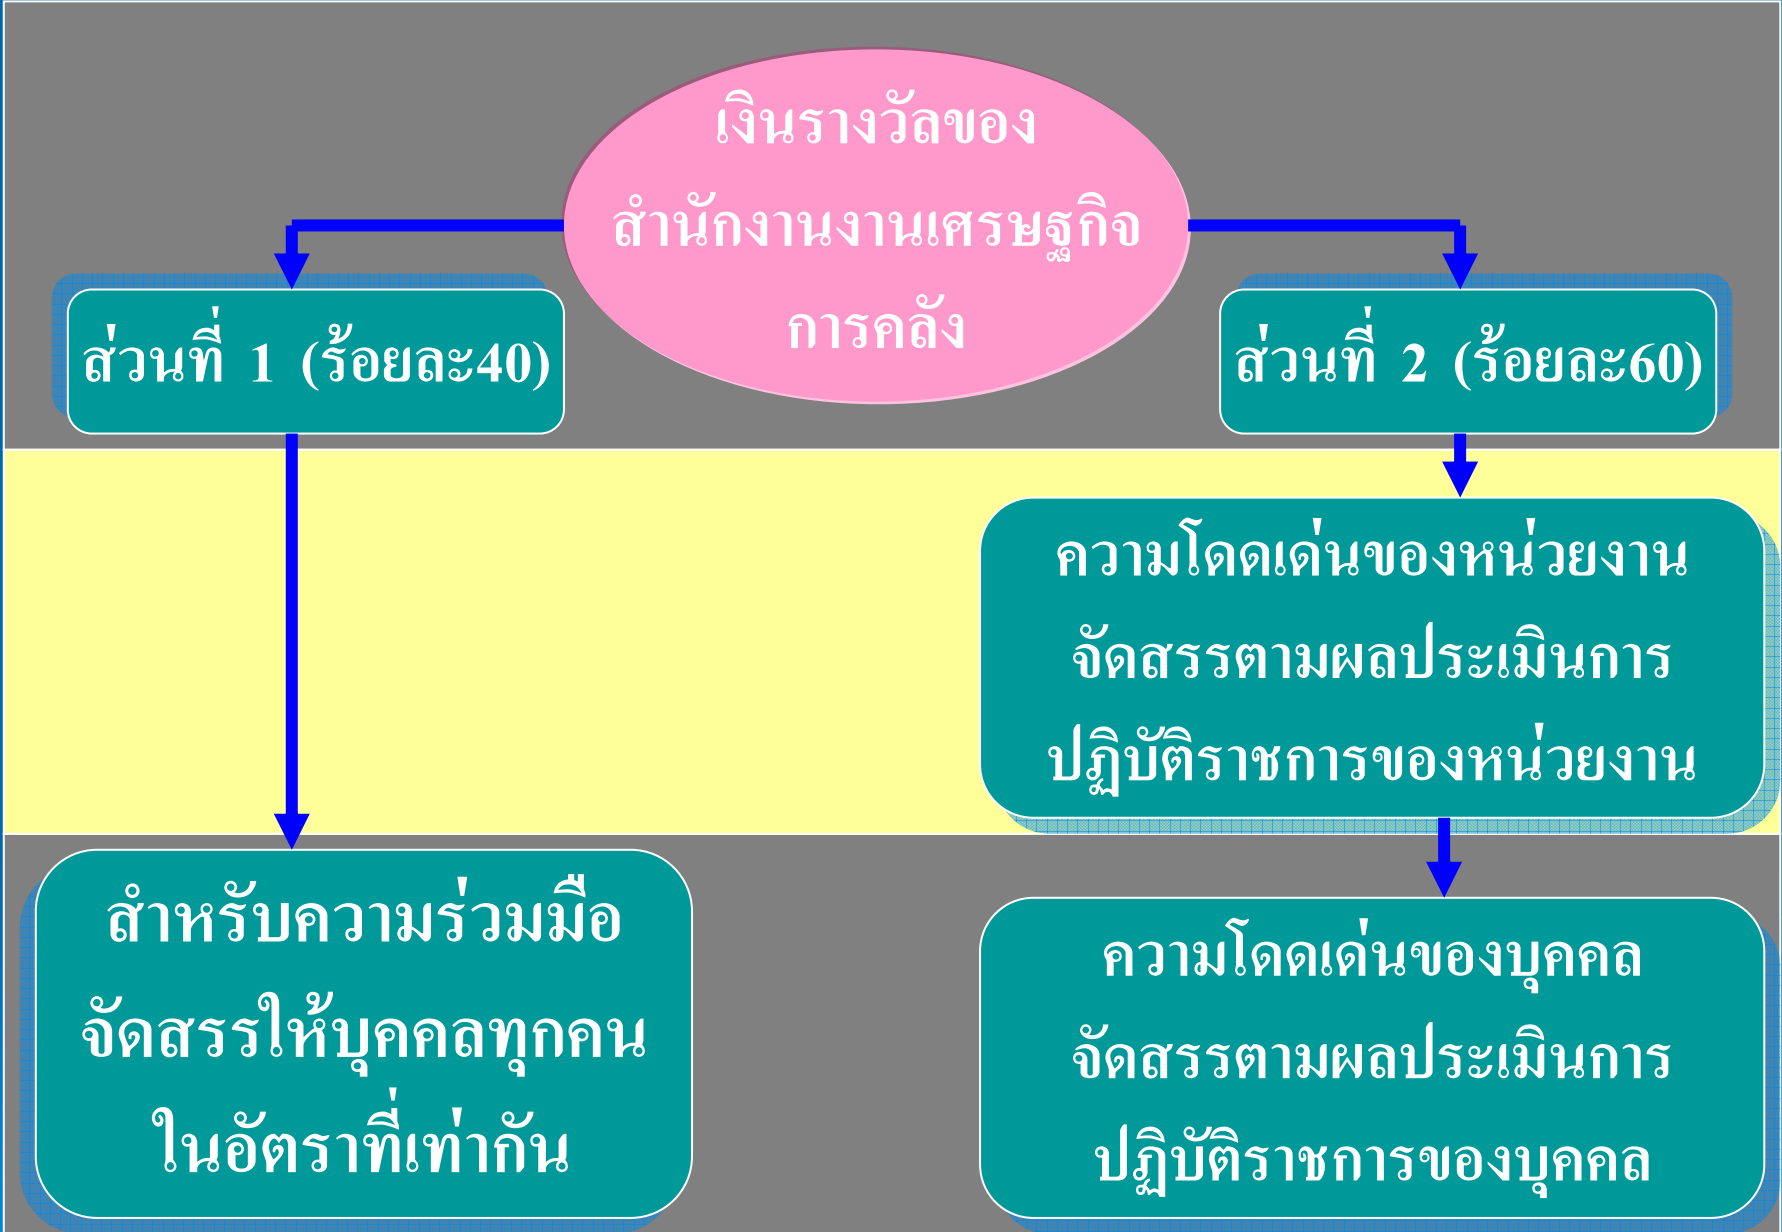 เงินรางวัลของ
สำนักงานงานเศรษฐกิจ
การคลัง
ส่วนที่ 1 (ร้อยละ40)
ส่วนที่ 2 (ร้อยละ60)
ความโดดเด่นของหน่วยงาน
จัดสรรตามผลประเมินการ
ปฏิบัติราชการของหน่วยงาน
สำหรับความร่วมมือ
จัดสรรให้บุคคลทุกคน
ในอัตราที่เท่ากัน
ความโดดเด่นของบุคคล
จัดสรรตามผลประเมินการ
ปฏิบัติราชการของบุคคล